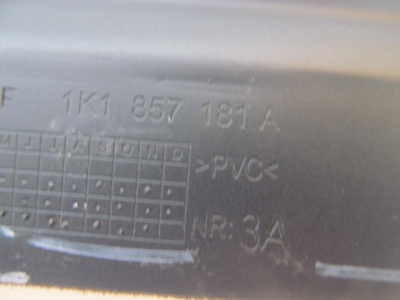 F 1K1 857 181 A
M J J A S O N D
>PVC<
NR: 3A